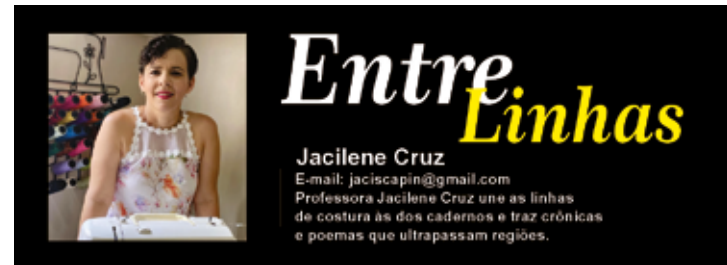 Entre
Linhas
Jacilene Cruz
E-mail: jaciscapin@gmail.com
Professora Jacilene Cruz une as linhas
de costura às dos cadernos e traz crônicas
e poemas que ultrapassam regiões.